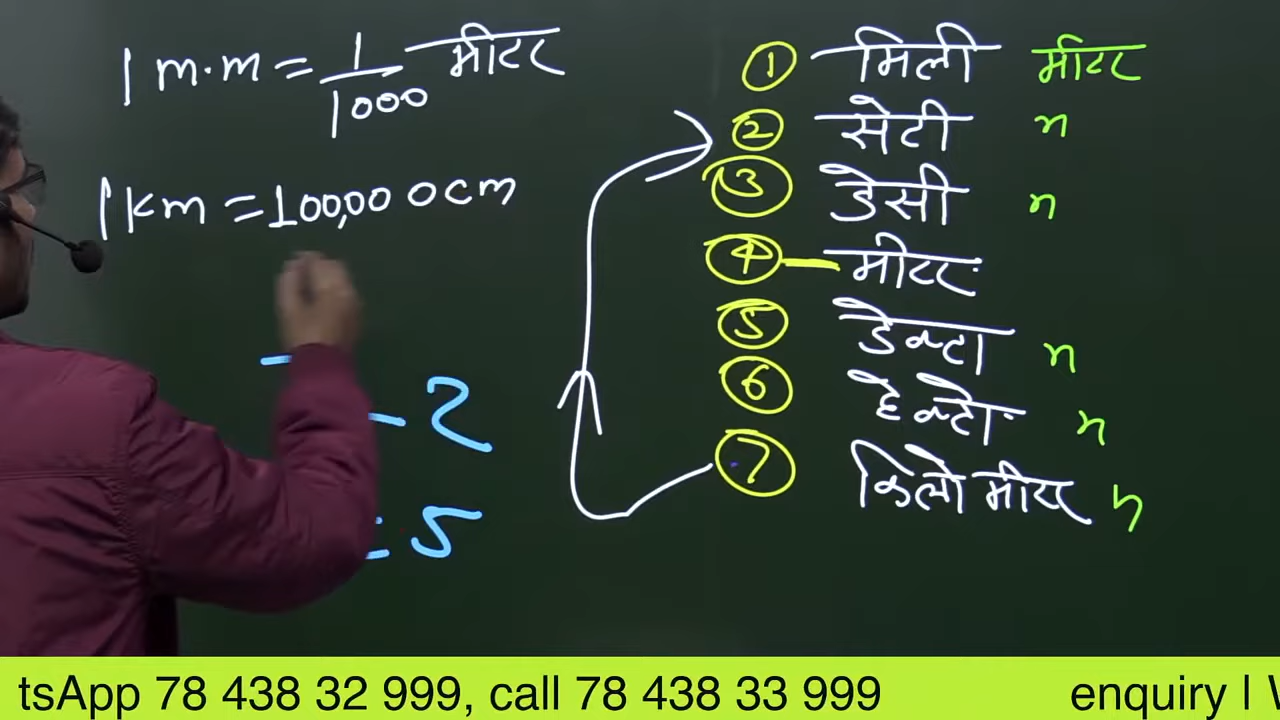 1 m.m = 1/1000 मीटर
1 Km = 100,000 cm
- 2
= 5
① मिली मीटर
② सेटी n
③ डेसी n
④ — मीटर
⑤ डेक्टा n
⑥ हेक्टो n
⑦ किलो मीटर n
tsApp 78 438 32 999, call 78 438 33 999 enquiry I W